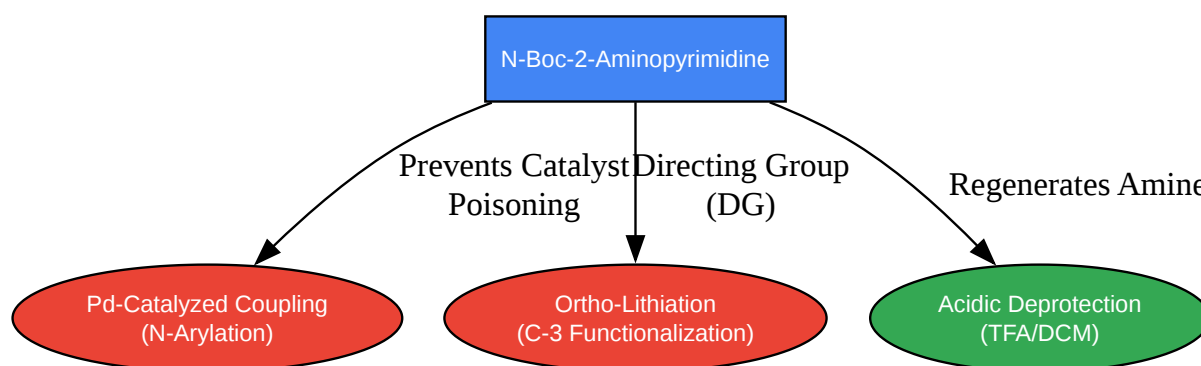 N-Boc-2-Aminopyrimidine
Prevents Catalyst
Poisoning
Directing Group
(DG)
Regenerates Amine
Pd-Catalyzed Coupling
(N-Arylation)
Ortho-Lithiation
(C-3 Functionalization)
Acidic Deprotection
(TFA/DCM)